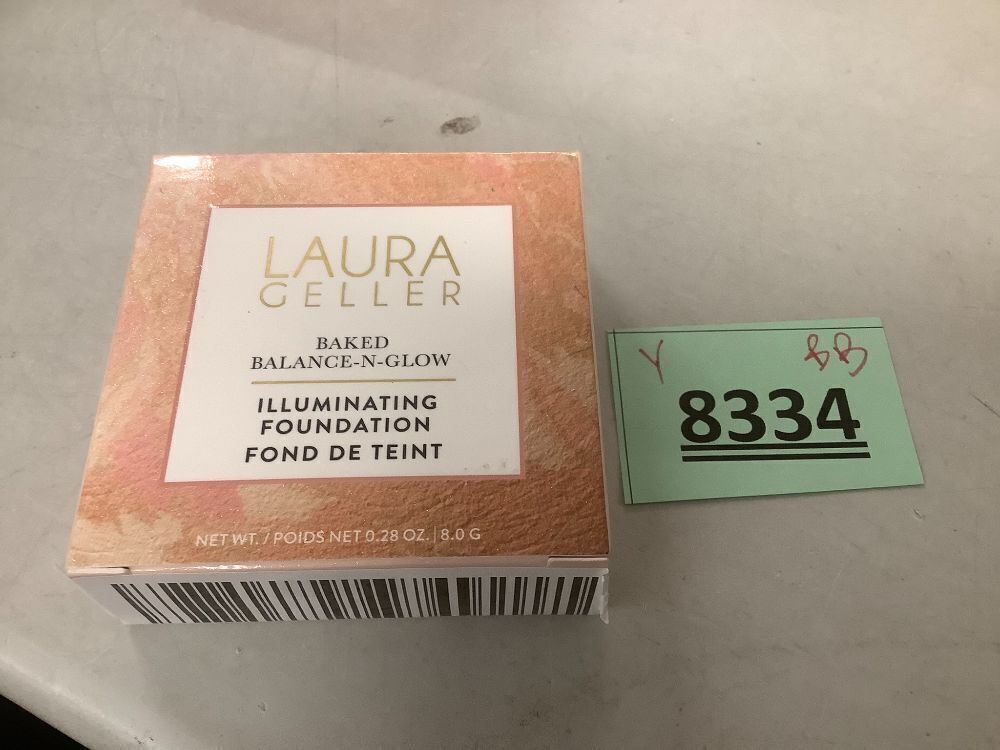 LAURA
GELLER
BAKED
BALANCE-N-GLOW
ILLUMINATING
FOUNDATION
FOND DE TEINT
NET WT. / POIDS NET 0.28 OZ. | 8.0 G
Y BB
8334